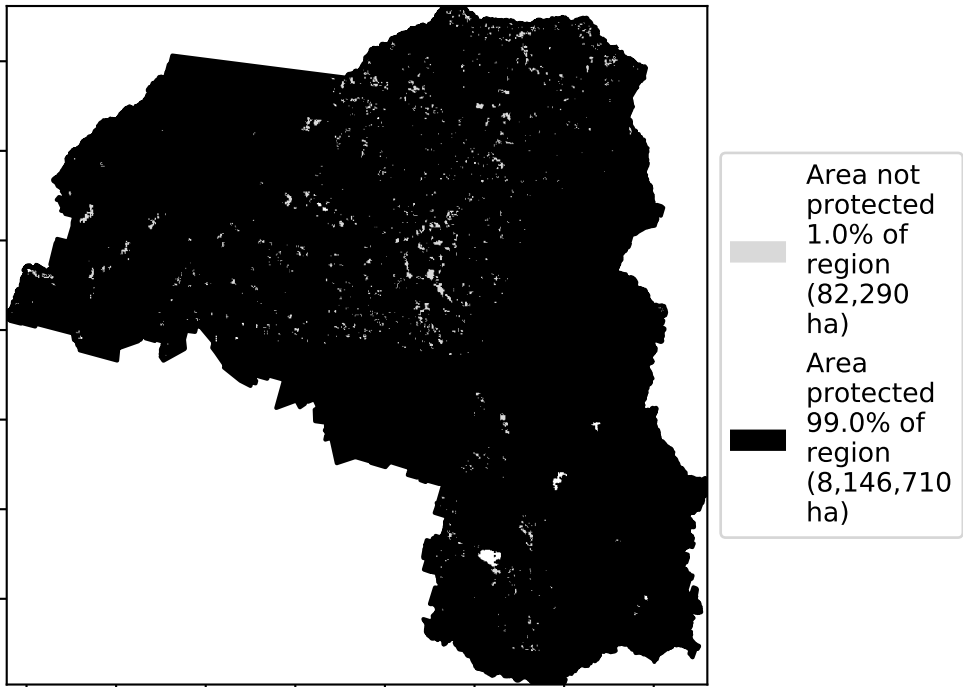 Area not
protected
1.0% of
region
(82,290
ha)
Area
protected
99.0% of
region
(8,146,710
ha)